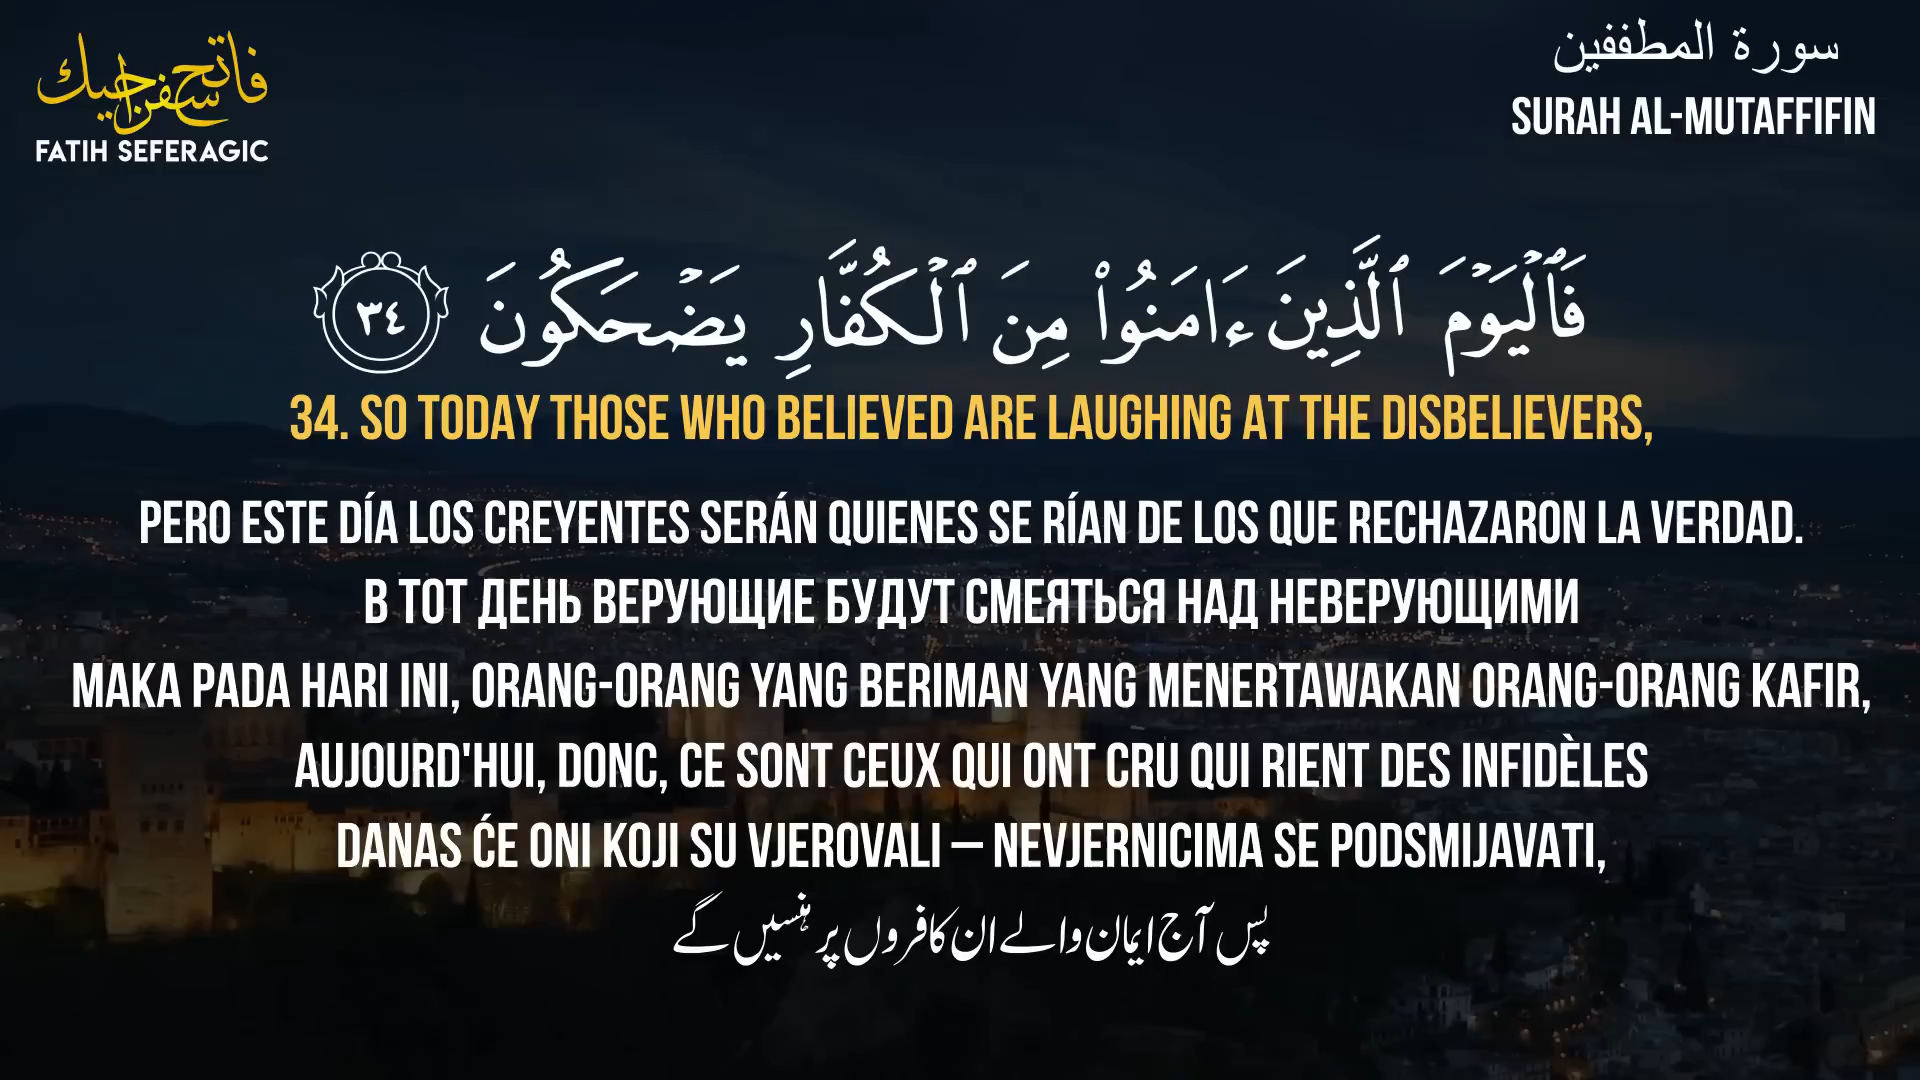 فاتح سفراجيك
FATIH SEFERAGIC
سورة المطففين
SURAH AL-MUTAFFIFIN
فَٱلْيَوْمَ ٱلَّذِينَ ءَامَنُوا۟ مِنَ ٱلْكُفَّارِ يَضْحَكُونَ ٣٤
34. SO TODAY THOSE WHO BELIEVED ARE LAUGHING AT THE DISBELIEVERS,
PERO ESTE DÍA LOS CREYENTES SERÁN QUIENES SE RÍAN DE LOS QUE RECHAZARON LA VERDAD.
В ТОТ ДЕНЬ ВЕРУЮЩИЕ БУДУТ СМЕЯТЬСЯ НАД НЕВЕРУЮЩИМИ
MAKA PADA HARI INI, ORANG-ORANG YANG BERIMAN YANG MENERTAWAKAN ORANG-ORANG KAFIR,
AUJOURD'HUI, DONC, CE SONT CEUX QUI ONT CRU QUI RIENT DES INFIDÈLES
DANAS ĆE ONI KOJI SU VJEROVALI – NEVJERNICIMA SE PODSMIJAVATI,
پس آج ایمان والے ان کافروں پر ہنسیں گے